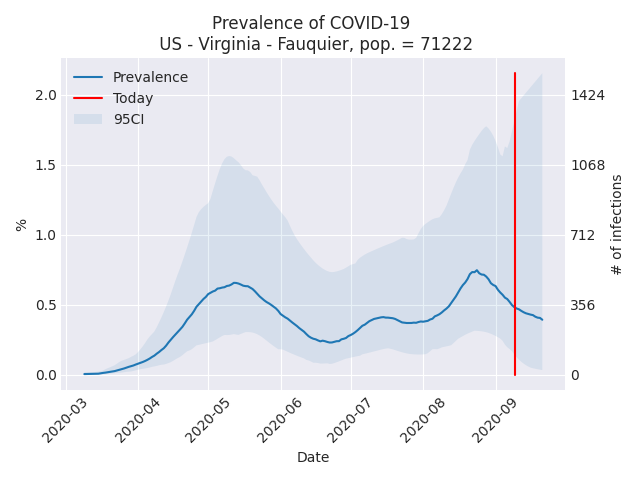 Prevalence of COVID-19
US - Virginia - Fauquier, pop. = 71222
Prevalence
Today
95CI
2.0
1.5
1.0
0.5
0.0
%
1424
1068
712
356
0
# of infections
2020-03
2020-04
2020-05
2020-06
2020-07
2020-08
2020-09
Date